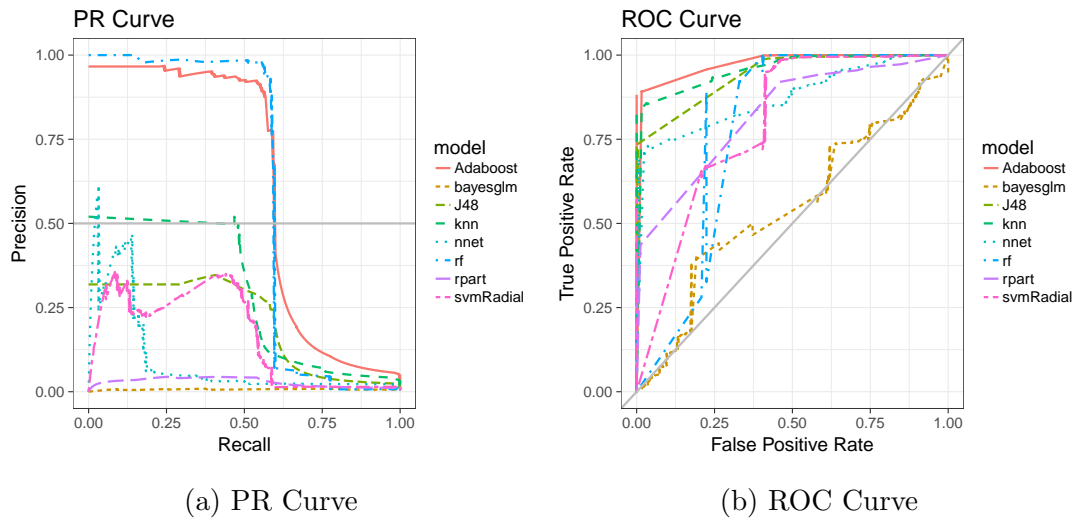 PR Curve
1.00
0.75
0.50
0.25
0.00
Precision
0.00 0.25 0.50 0.75 1.00
Recall
model
Adaboost
bayesglm
J48
knn
nnet
rf
rpart
svmRadial
(a) PR Curve
ROC Curve
1.00
0.75
0.50
0.25
0.00
True Positive Rate
0.00 0.25 0.50 0.75 1.00
False Positive Rate
model
Adaboost
bayesglm
J48
knn
nnet
rf
rpart
svmRadial
(b) ROC Curve